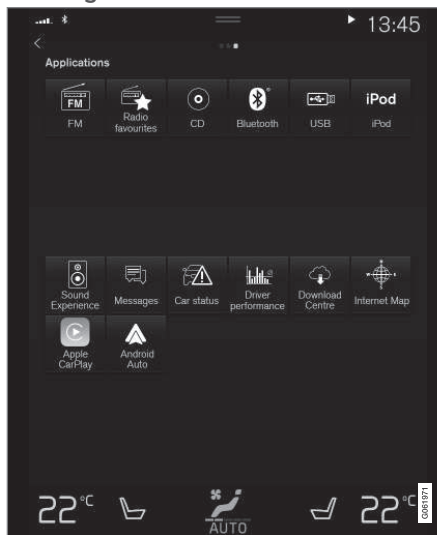 13:45
Applications
FM
FM
Radio
favourites
CD
Bluetooth
USB
iPod
iPod
Sound
Experience
Messages
Car status
Driver
performance
Download
Centre
Internet Map
Apple
CarPlay
Android
Auto
22°C
AUTO
22°C
G061971